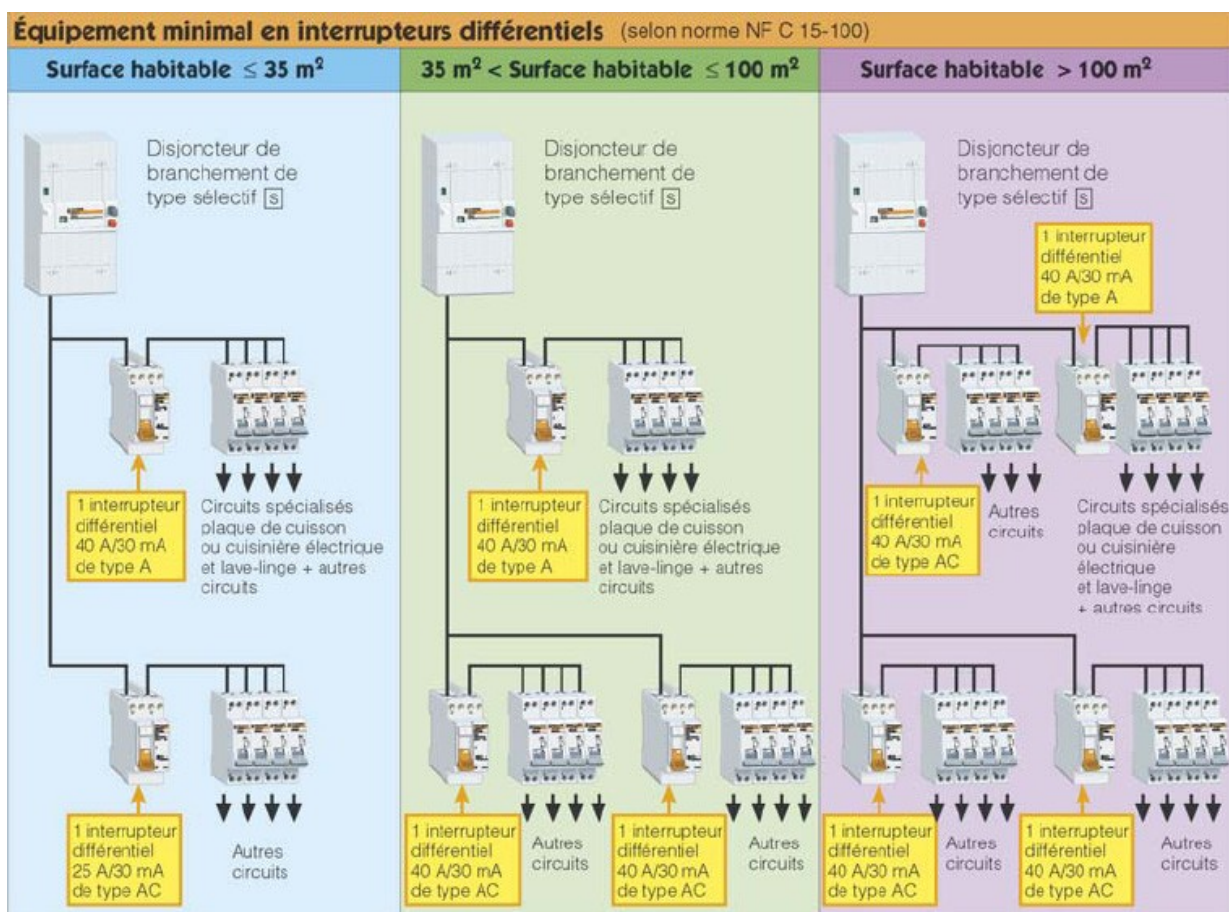 Équipement minimal en interrupteurs différentiels (selon norme NF C 15-100)
Surface habitable ≤ 35 m²
Disjoncteur de
branchement de
type sélectif S
1 interrupteur
différentiel
40 A/30 mA
de type A
Circuits spécialisés
plaque de cuisson
ou cuisinière électrique
et lave-linge + autres
circuits
1 interrupteur
différentiel
25 A/30 mA
de type AC
Autres
circuits
35 m² < Surface habitable ≤ 100 m²
Disjoncteur de
branchement de
type sélectif S
1 interrupteur
différentiel
40 A/30 mA
de type A
Circuits spécialisés
plaque de cuisson
ou cuisinière électrique
et lave-linge + autres
circuits
1 interrupteur
différentiel
40 A/30 mA
de type AC
Autres
circuits
1 interrupteur
différentiel
40 A/30 mA
de type AC
Autres
circuits
Surface habitable > 100 m²
Disjoncteur de
branchement de
type sélectif S
1 interrupteur
différentiel
40 A/30 mA
de type A
1 interrupteur
différentiel
40 A/30 mA
de type AC
Autres
circuits
Circuits spécialisés
plaque de cuisson
ou cuisinière
électrique
et lave-linge
+ autres circuits
1 interrupteur
différentiel
40 A/30 mA
de type AC
Autres
circuits
1 interrupteur
différentiel
40 A/30 mA
de type AC
Autres
circuits